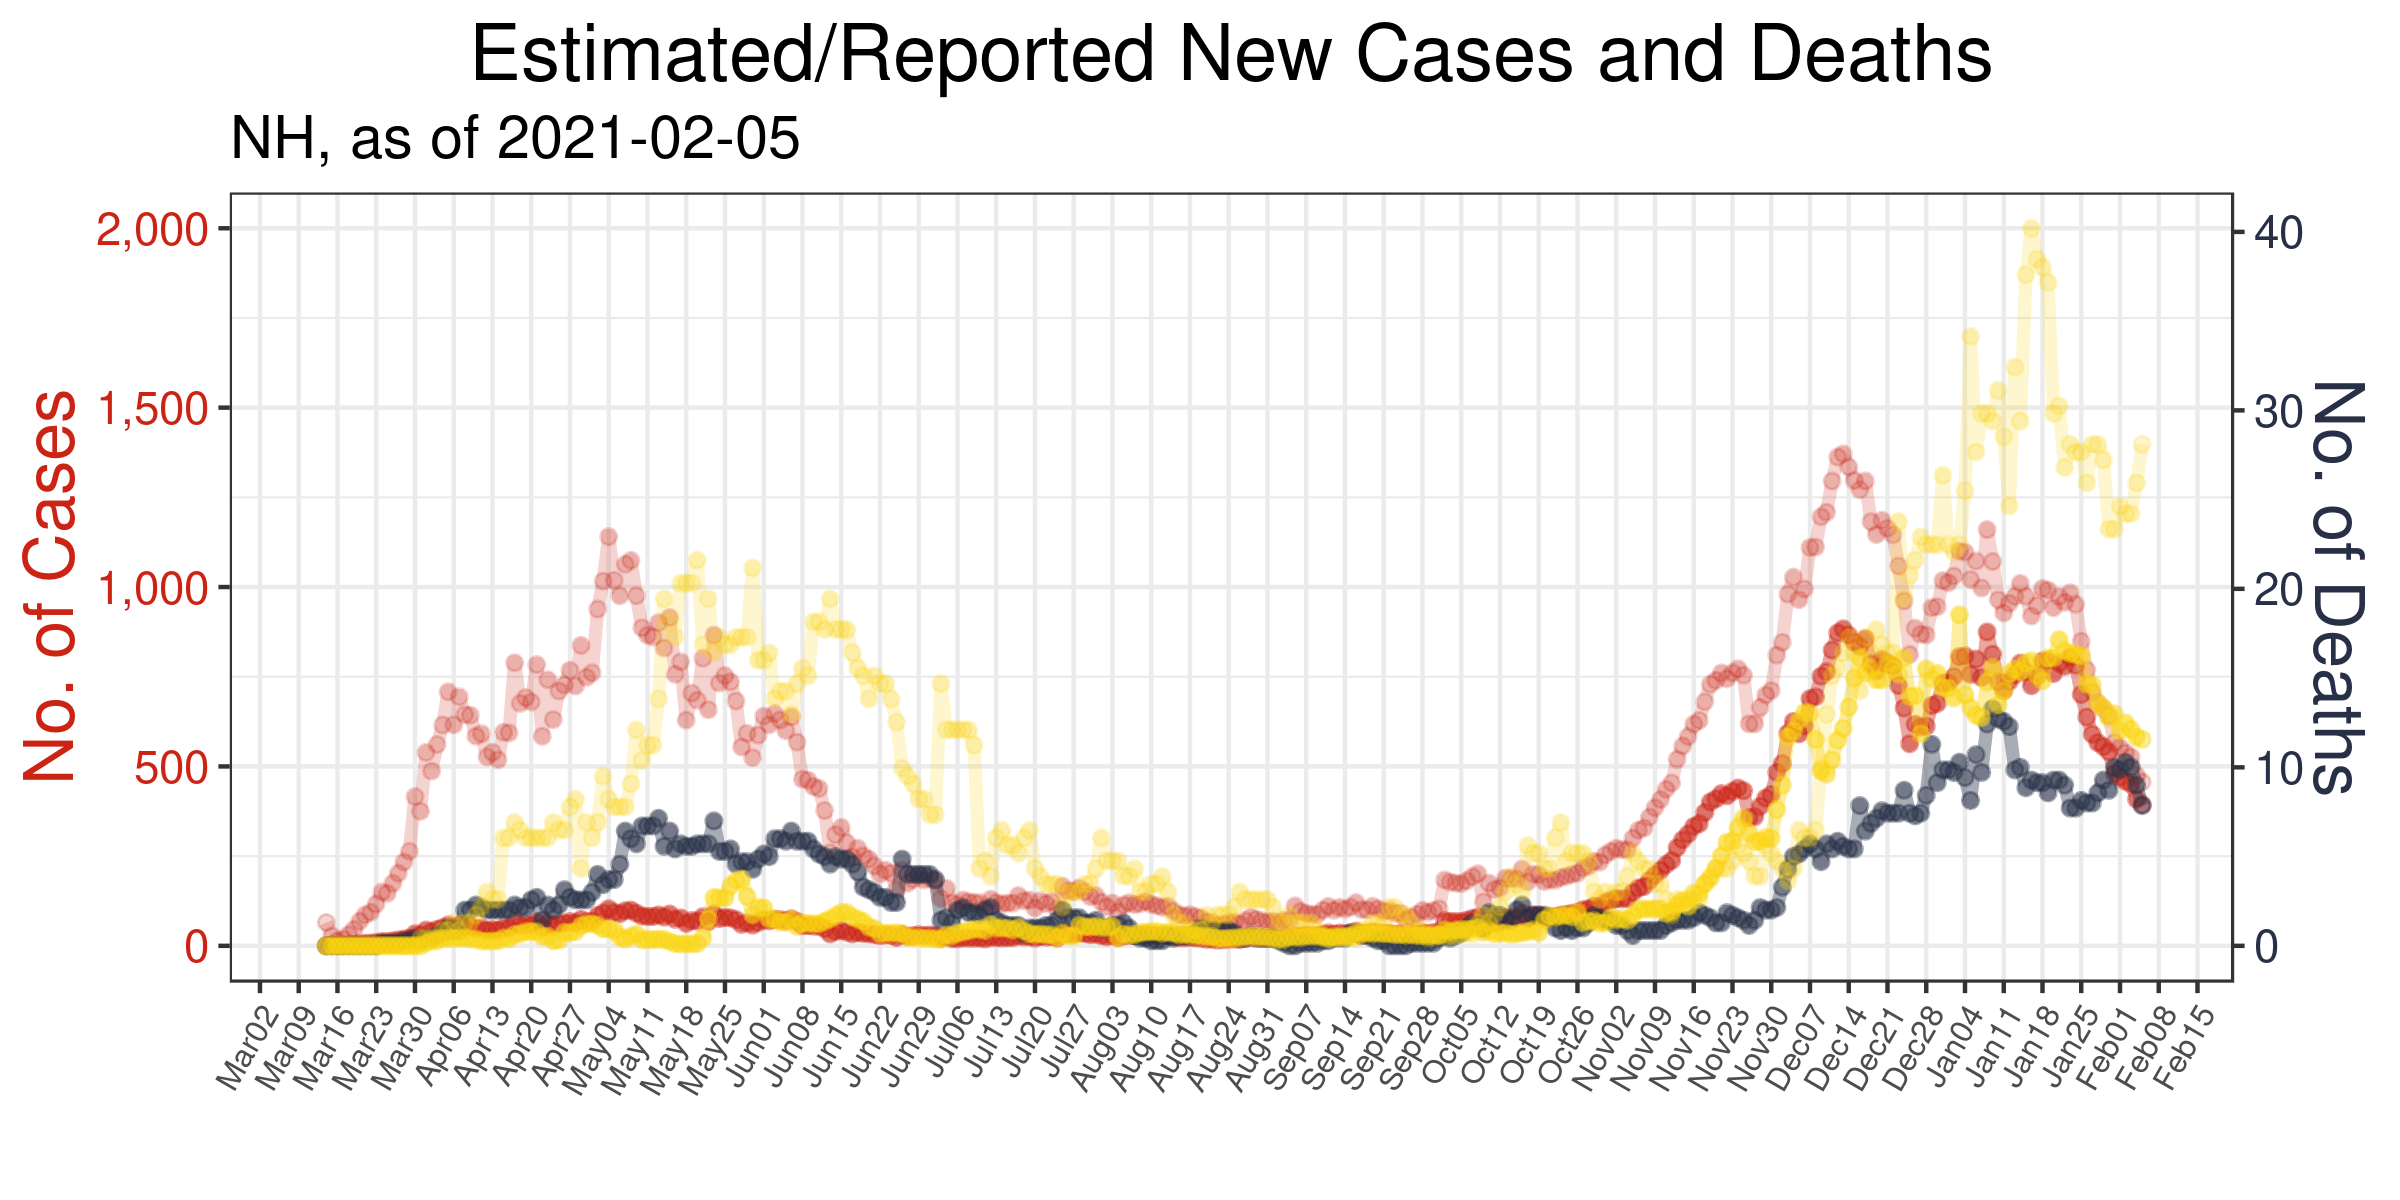 Estimated/Reported New Cases and Deaths
NH, as of 2021-02-05
No. of Cases
2,000
1,500
1,000
500
0
40
30
20
10
0
No. of Deaths
Mar02
Mar09
Mar16
Mar23
Mar30
Apr06
Apr13
Apr20
Apr27
May04
May11
May18
May25
Jun01
Jun08
Jun15
Jun22
Jun29
Jul06
Jul13
Jul20
Jul27
Aug03
Aug10
Aug17
Aug24
Aug31
Sep07
Sep14
Sep21
Sep28
Oct05
Oct12
Oct19
Oct26
Nov02
Nov09
Nov16
Nov23
Nov30
Dec07
Dec14
Dec21
Dec28
Jan04
Jan11
Jan18
Jan25
Feb01
Feb08
Feb15